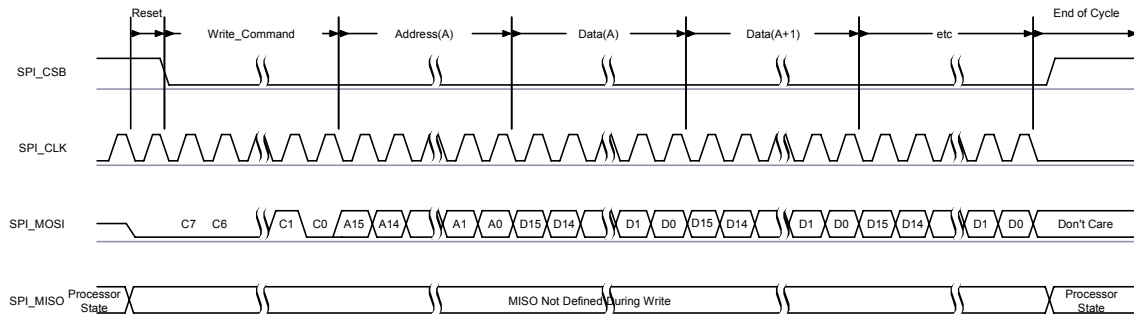 Reset
End of Cycle
Write_Command Address(A) Data(A) Data(A+1) etc
SPI_CSB
SPI_CLK
SPI_MOSI C7 C6 C1 C0 A15 A14 A1 A0 D15 D14 D1 D0 D15 D14 D1 D0 D15 D14 D1 D0 Don't Care
SPI_MISO Processor State MISO Not Defined During Write Processor State